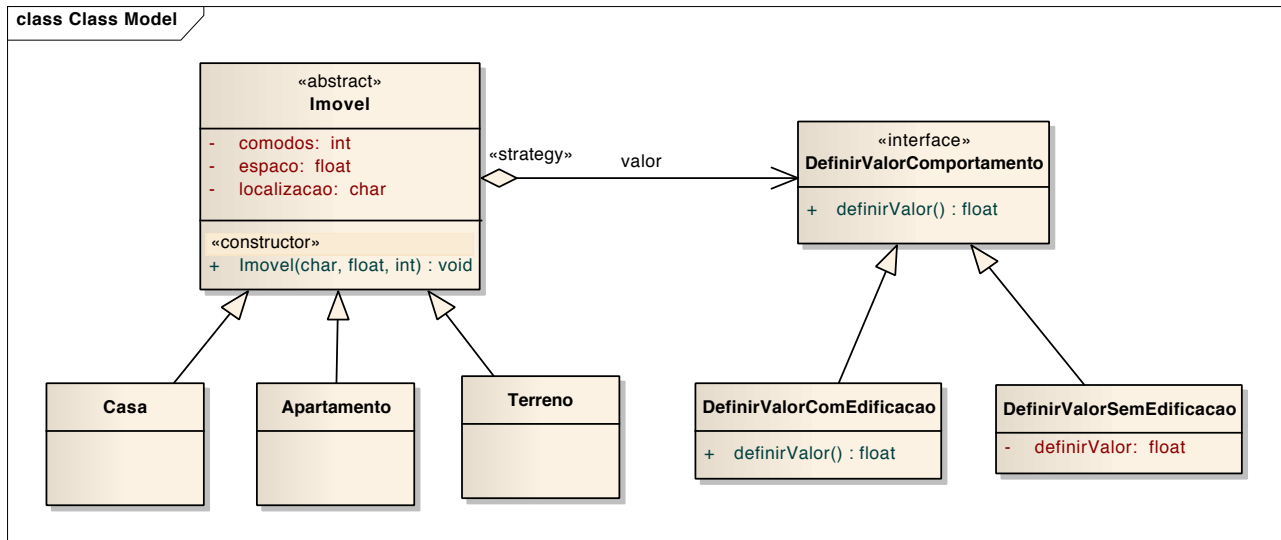 class Class Model
«abstract»
Imovel
- comodos: int
- espaco: float
- localizacao: char
«constructor»
+ Imovel(char, float, int) : void
«strategy»
valor
«interface»
DefinirValorComportamento
+ definirValor() : float
Casa
Apartamento
Terreno
DefinirValorComEdificacao
+ definirValor() : float
DefinirValorSemEdificacao
- definirValor: float